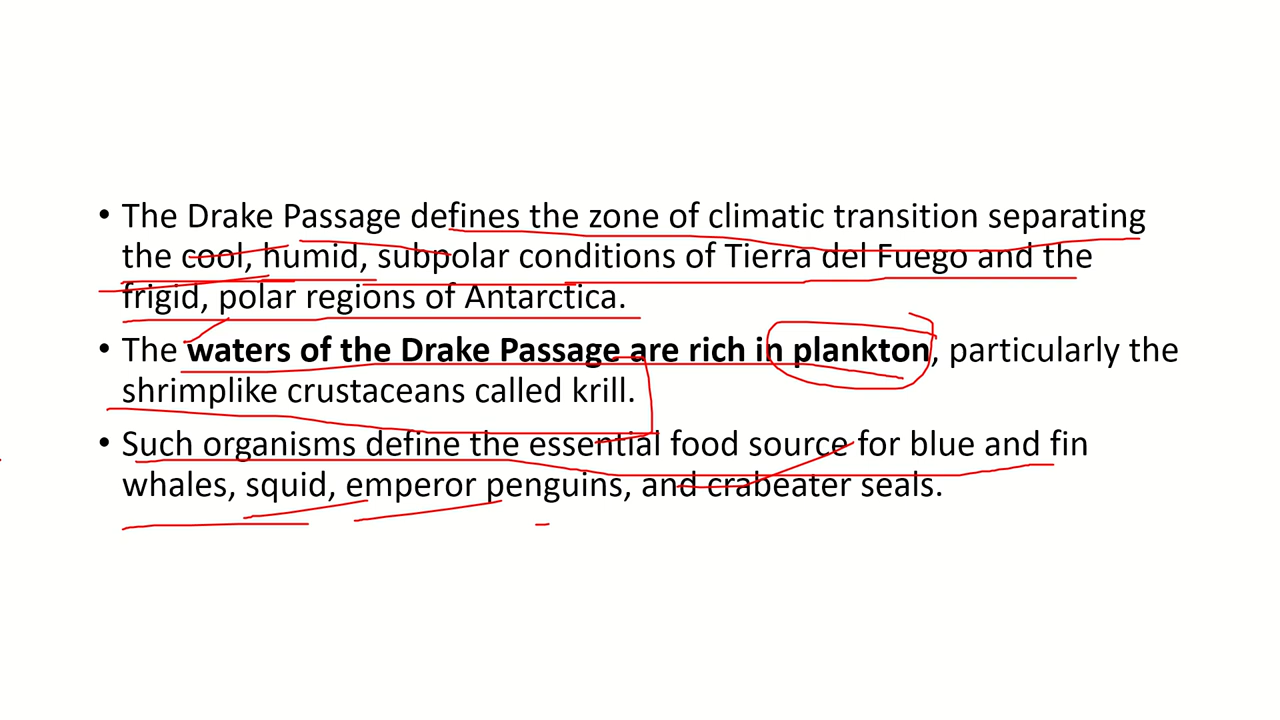 • The Drake Passage defines the zone of climatic transition separating
the cool, humid, subpolar conditions of Tierra del Fuego and the
frigid, polar regions of Antarctica.
• The waters of the Drake Passage are rich in plankton, particularly the
shrimplike crustaceans called krill.
• Such organisms define the essential food source for blue and fin
whales, squid, emperor penguins, and crabeater seals.